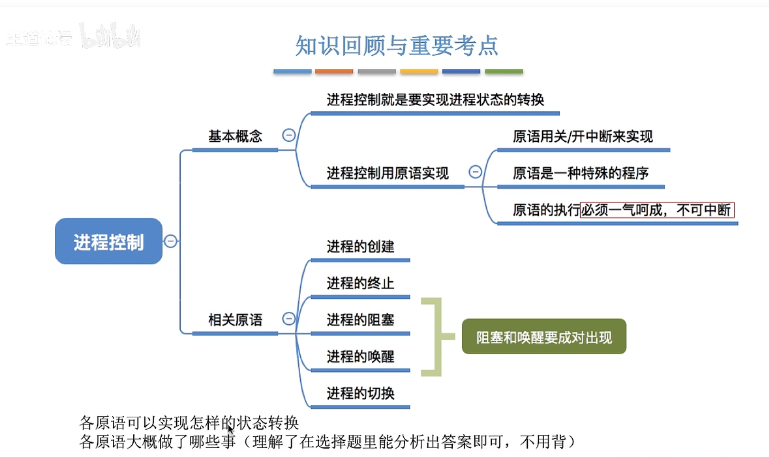 知识回顾与重要考点
进程控制就是要实现进程状态的转换
基本概念
原语用关/开中断来实现
进程控制用原语实现
原语是一种特殊的程序
原语的执行必须一气呵成，不可中断
进程控制
进程的创建
进程的终止
相关原语
进程的阻塞
阻塞和唤醒要成对出现
进程的唤醒
进程的切换
各原语可以实现怎样的状态转换
各原语大概做了哪些事（理解了在选择题里能分析出答案即可，不用背）